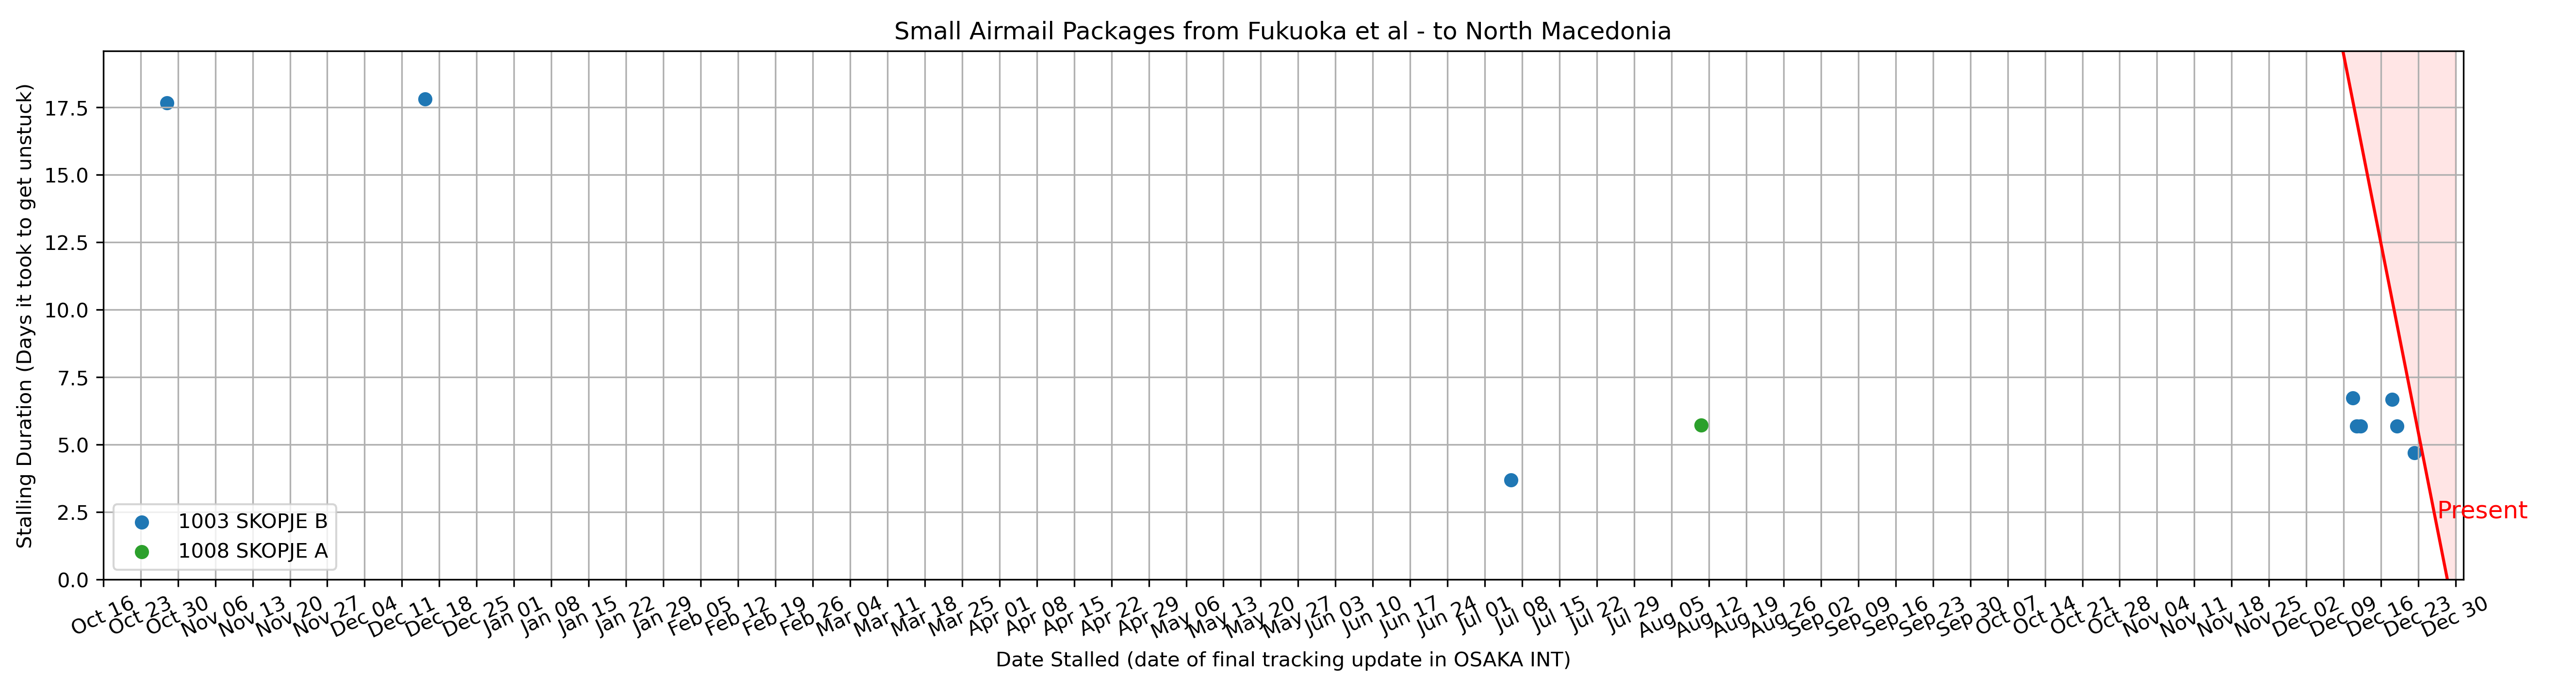 Small Airmail Packages from Fukuoka et al - to North Macedonia
Stalling Duration (Days it took to get unstuck)
17.5
15.0
12.5
10.0
7.5
5.0
2.5
0.0
1003 SKOPJE B
1008 SKOPJE A
Present
Oct 16
Oct 23
Oct 30
Nov 06
Nov 13
Nov 20
Nov 27
Dec 04
Dec 11
Dec 18
Dec 25
Jan 01
Jan 08
Jan 15
Jan 22
Jan 29
Feb 05
Feb 12
Feb 19
Feb 26
Mar 04
Mar 11
Mar 18
Mar 25
Apr 01
Apr 08
Apr 15
Apr 22
Apr 29
May 06
May 13
May 20
May 27
Jun 03
Jun 10
Jun 17
Jun 24
Jul 01
Jul 08
Jul 15
Jul 22
Jul 29
Aug 05
Aug 12
Aug 19
Aug 26
Sep 02
Sep 09
Sep 16
Sep 23
Sep 30
Oct 07
Oct 14
Oct 21
Oct 28
Nov 04
Nov 11
Nov 18
Nov 25
Dec 02
Dec 09
Dec 16
Dec 23
Dec 30
Date Stalled (date of final tracking update in OSAKA INT)